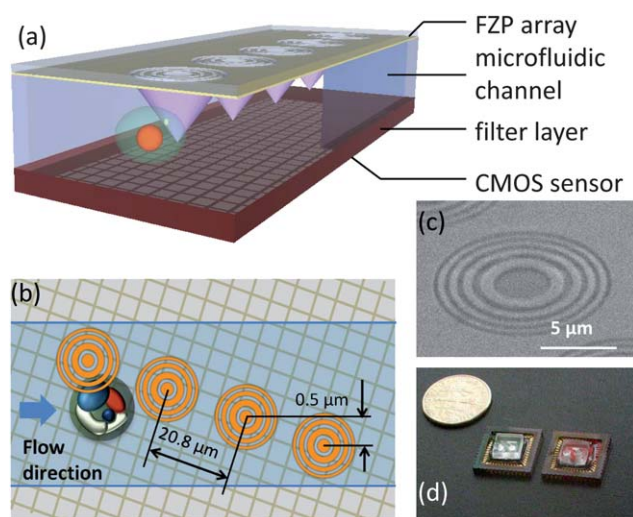 (a)
FZP array
microfluidic
channel
filter layer
CMOS sensor
(b)
20.8 µm
0.5 µm
Flow
direction
(c)
5 µm
(d)